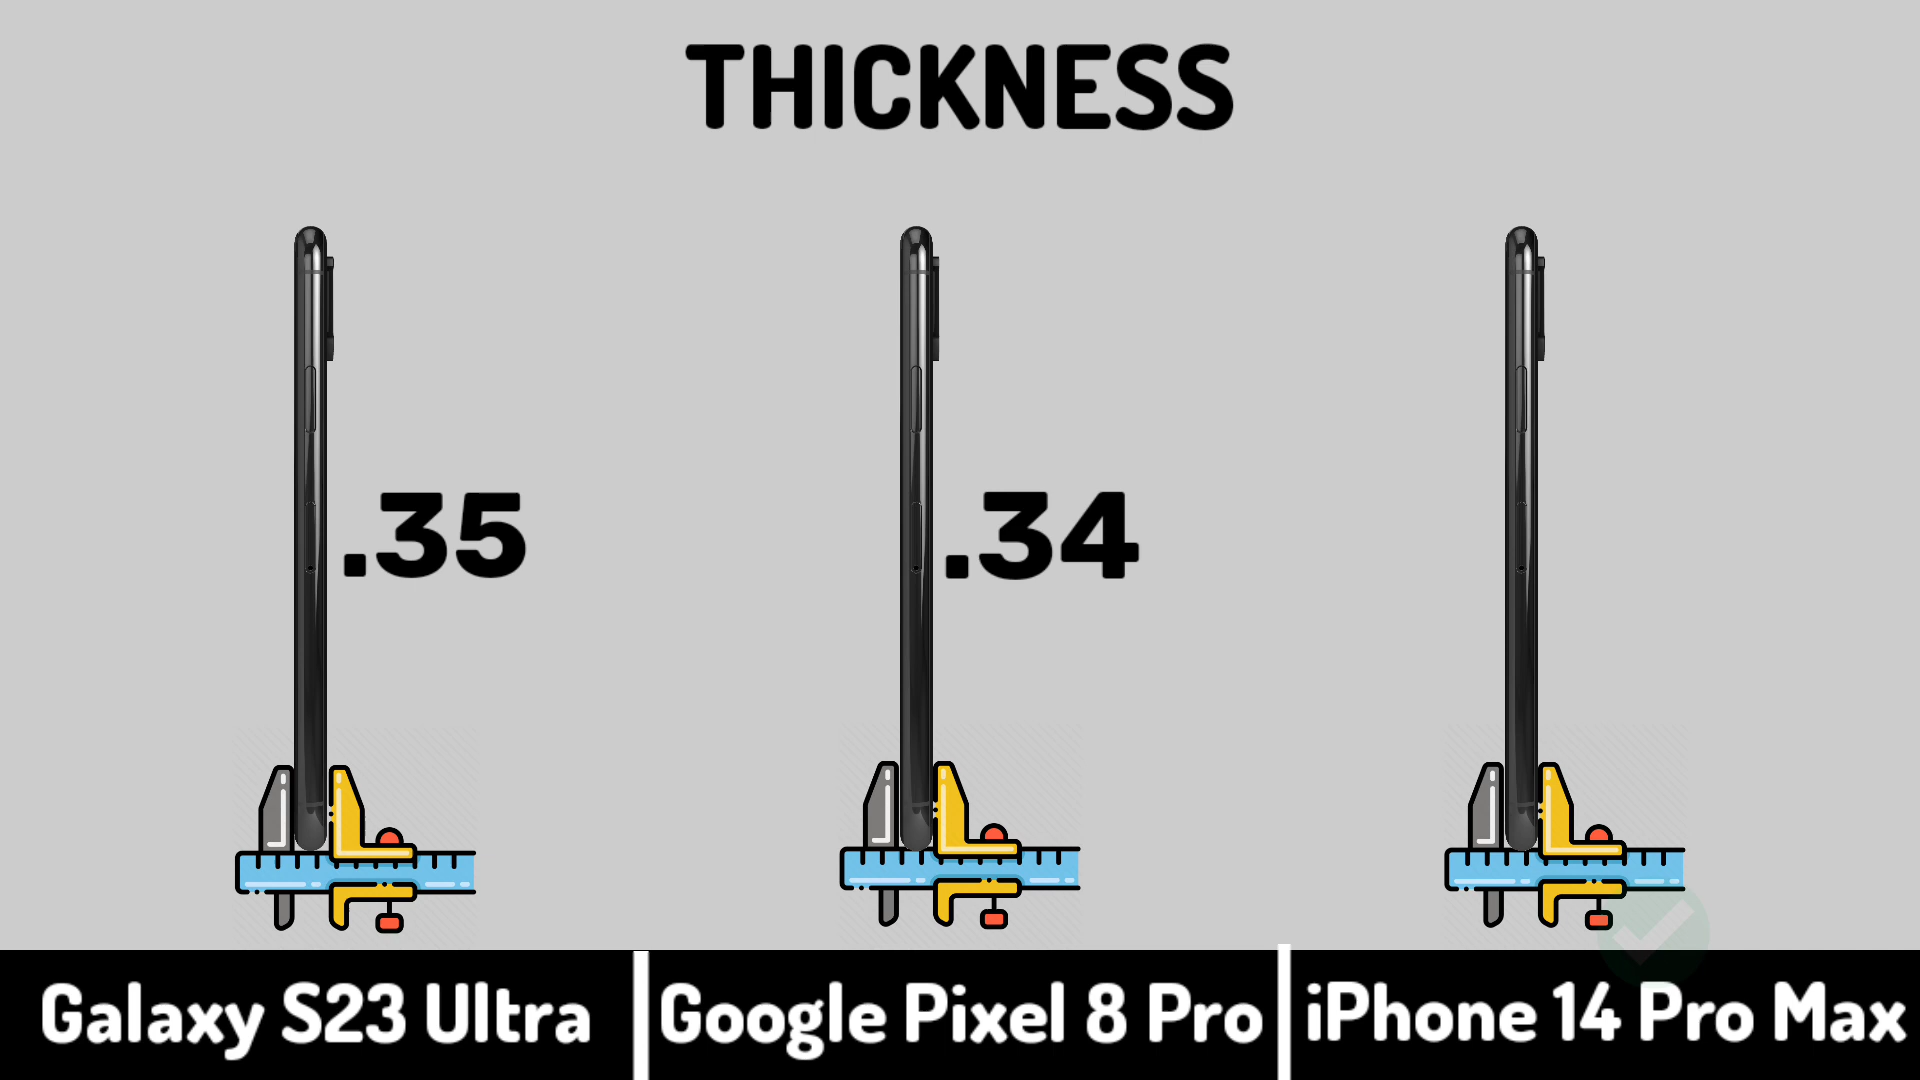 THICKNESS
.35
.34
Galaxy S23 Ultra
Google Pixel 8 Pro
iPhone 14 Pro Max